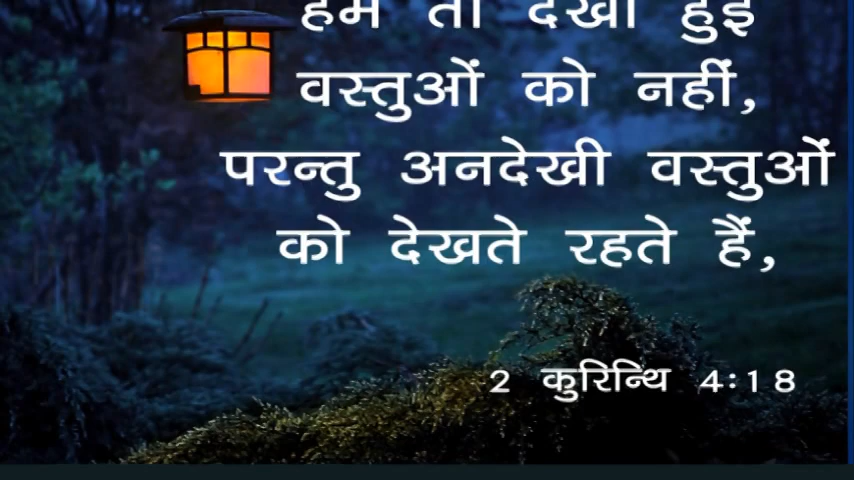 हम तो देखी हुई
वस्तुओं को नहीं,
परन्तु अनदेखी वस्तुओं
को देखते रहते हैं,
2 कुरिन्थि 4:18